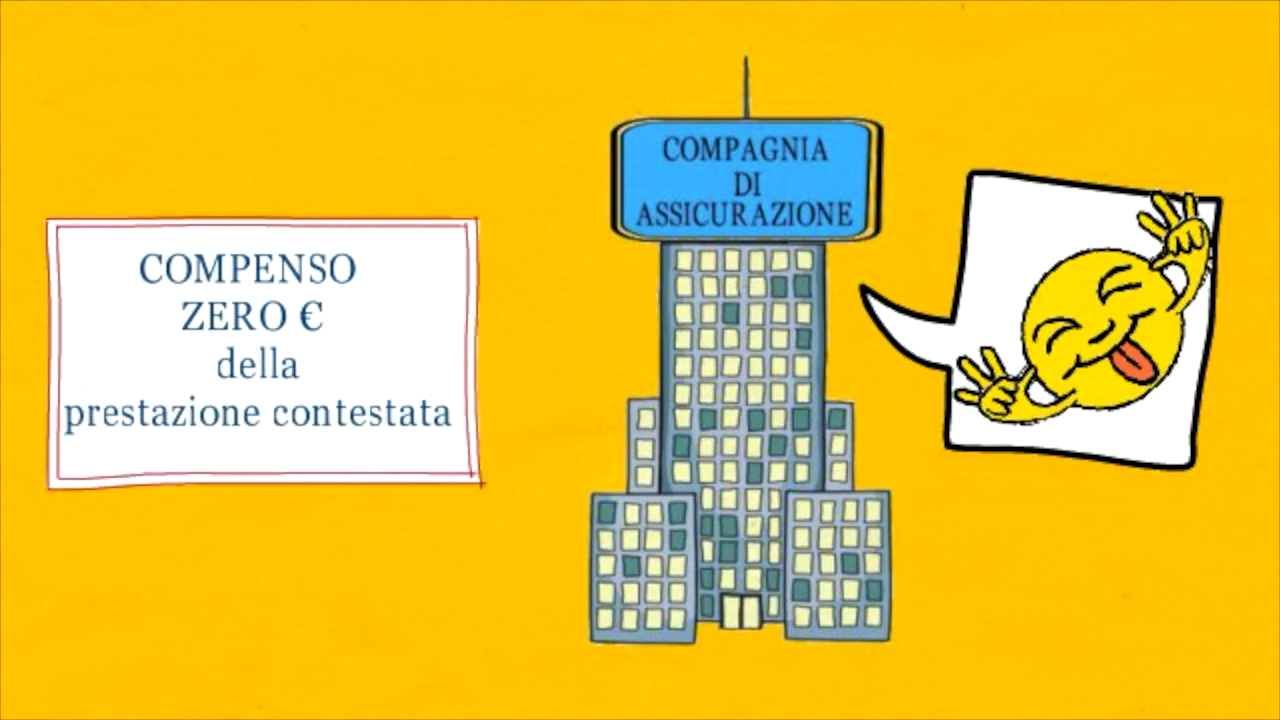 COMPENSO
ZERO €
della
prestazione contestata
COMPAGNIA
DI
ASSICURAZIONE